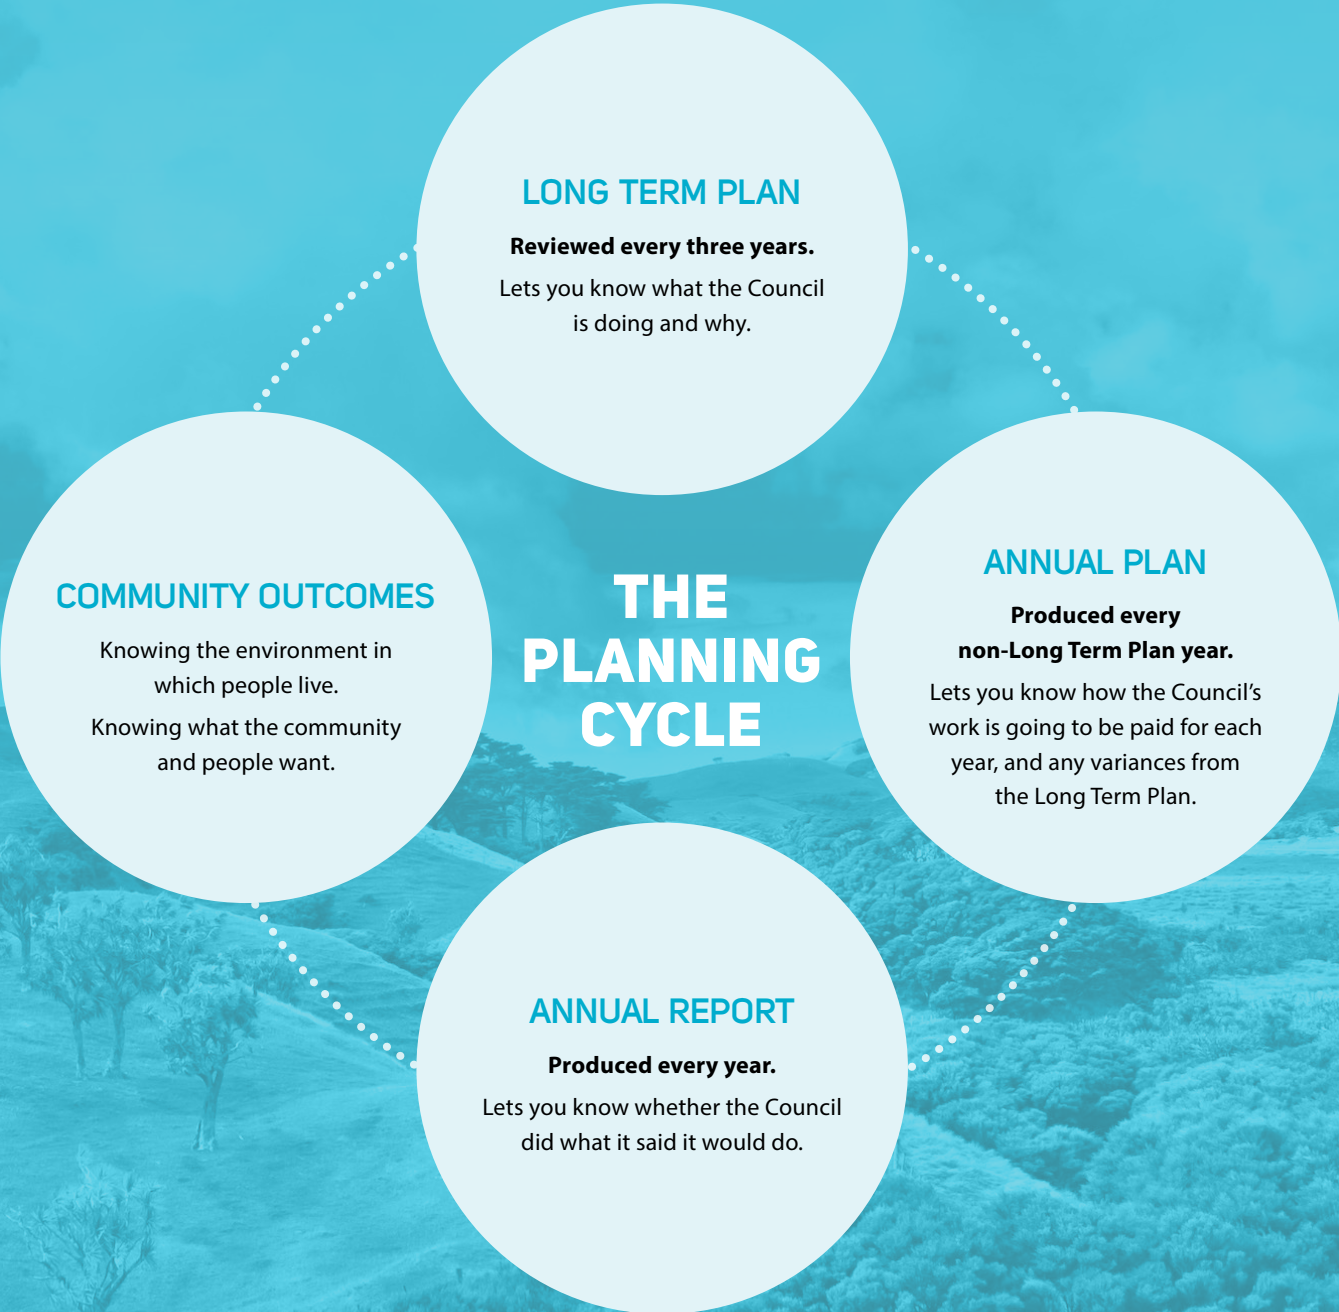 LONG TERM PLAN
Reviewed every three years.
Lets you know what the Council
is doing and why.
COMMUNITY OUTCOMES
Knowing the environment in
which people live.
Knowing what the community
and people want.
THE
PLANNING
CYCLE
ANNUAL PLAN
Produced every
non-Long Term Plan year.
Lets you know how the Council’s
work is going to be paid for each
year, and any variances from
the Long Term Plan.
ANNUAL REPORT
Produced every year.
Lets you know whether the Council
did what it said it would do.